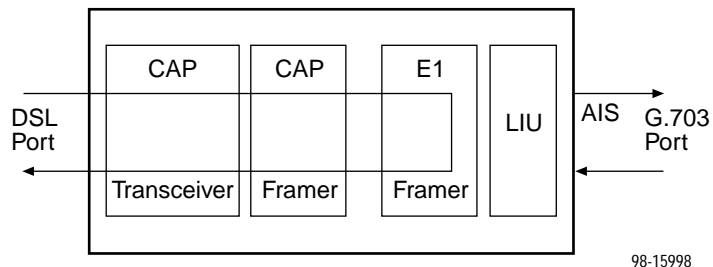 CAP CAP E1
DSL
Port
LIU
AIS
G.703
Port
Transceiver Framer Framer
98-15998